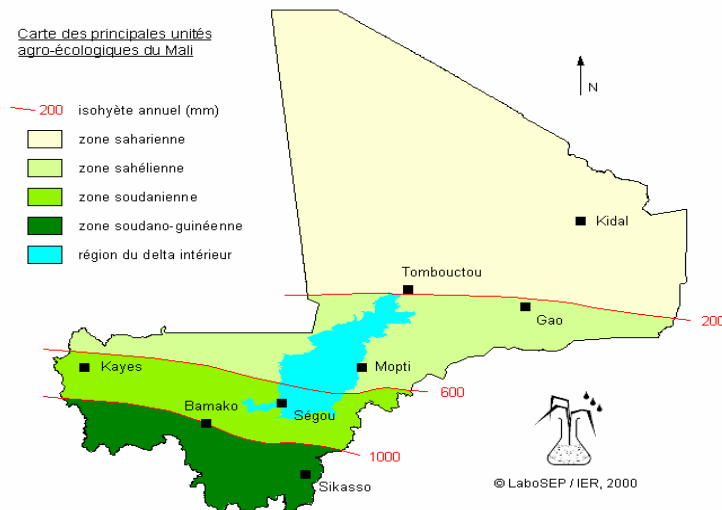 Carte des principales unités
agro-écologiques du Mali
N
200 isohyète annuel (mm)
zone saharienne
zone sahélienne
zone soudanienne
zone soudano-guinéenne
région du delta intérieur
Kidal
Tombouctou
Gao
200
Kayes
Mopti
600
Bamako
Ségou
1000
Sikasso
© LaboSEP / IER, 2000